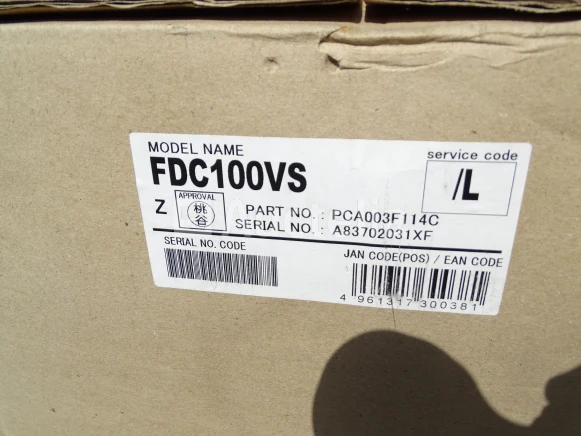 MODEL NAME
FDC100VS
service code
/L
Z
APPROVAL
桃谷
PART NO. : PCA003F114C
SERIAL NO. : A83702031XF
SERIAL NO. CODE
JAN CODE(POS) / EAN CODE
4 961317 300381